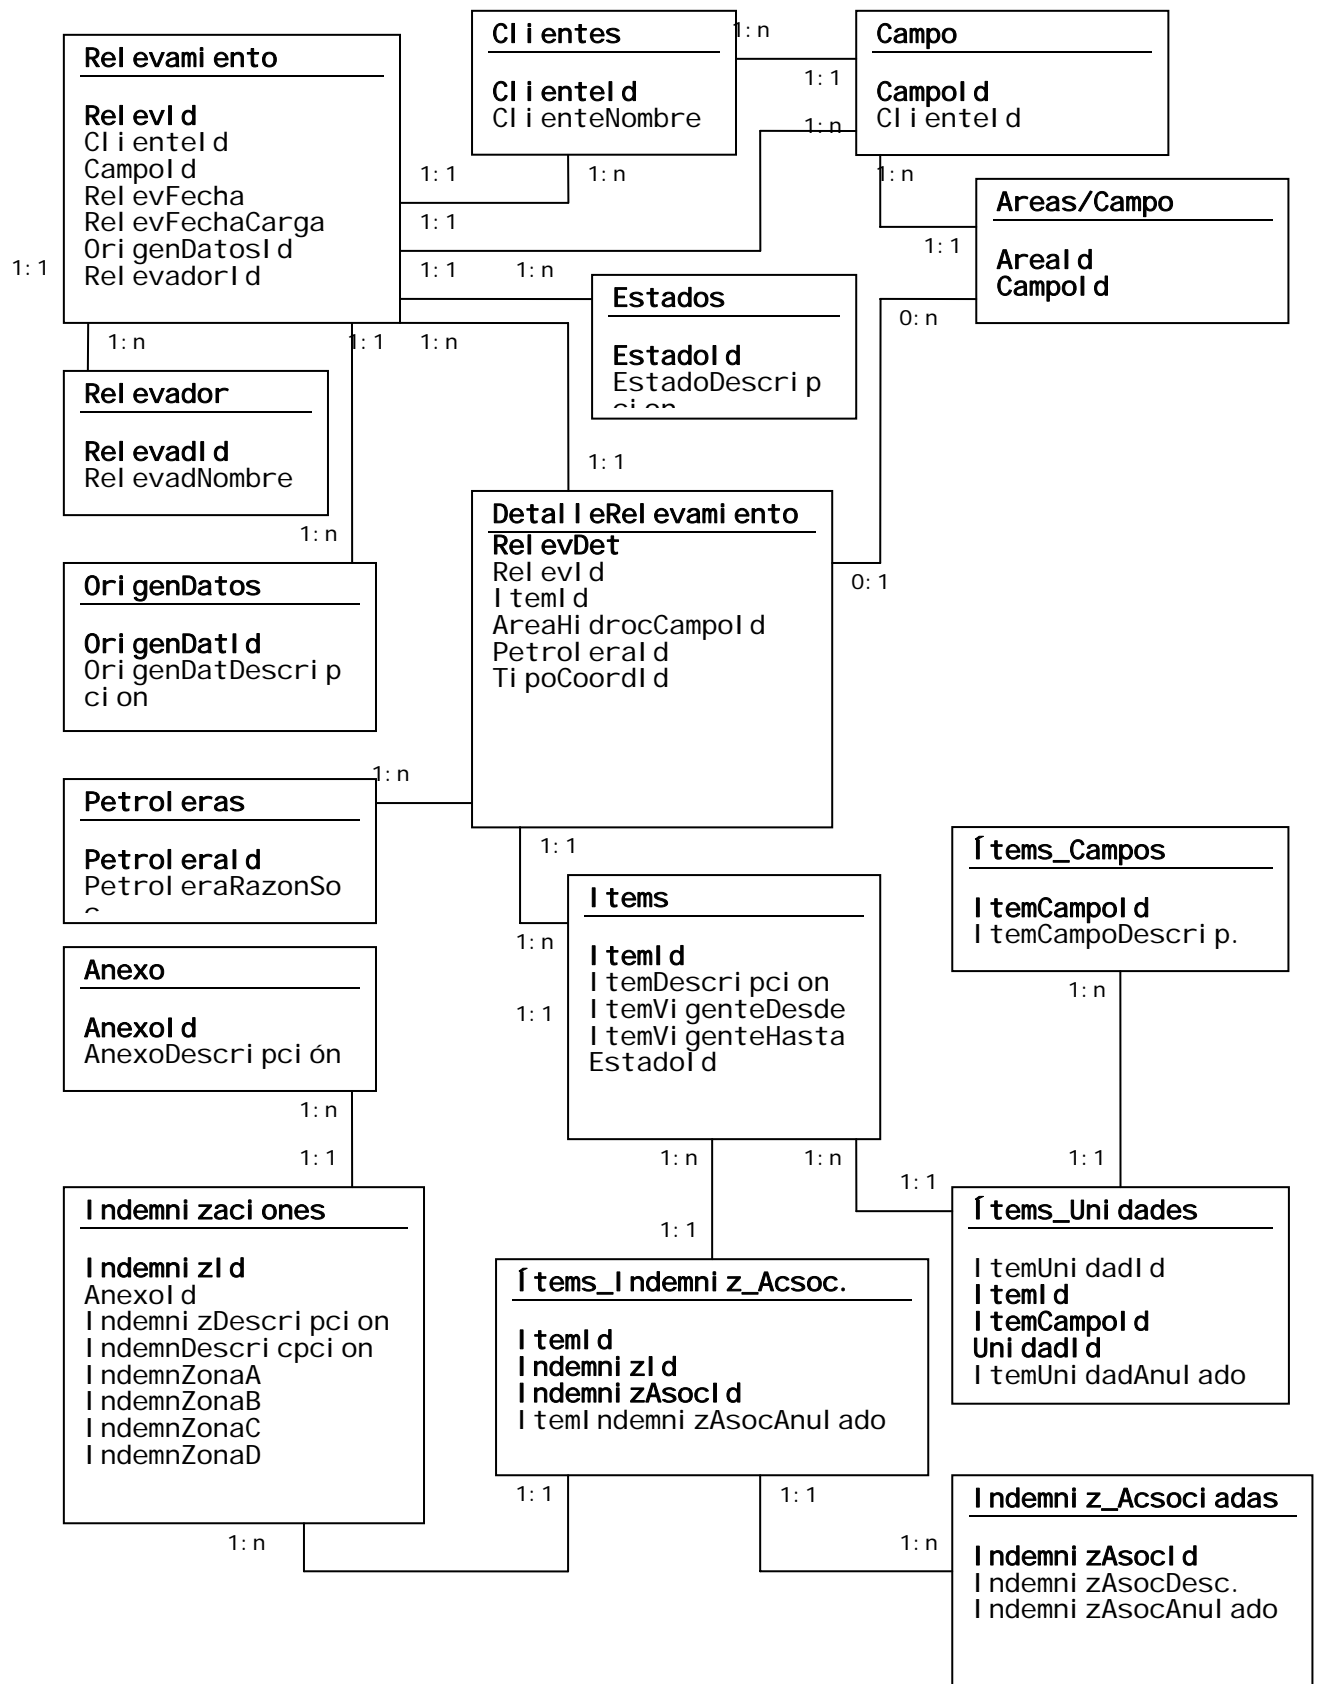 Relevamiento
RelevId
ClienteId
CampoId
RelevFecha
RelevFechaCarga
OrigenDatosId
RelevadorId
Clientes
ClienteId
ClienteNombre
1:n
1:1
Campo
CampoId
ClienteId
1:n
1:1
1:n
1:n
1:1
Areas/Campo
AreaId
CampoId
1:1
1:1
1:1
1:n
0:n
Estados
EstadoId
EstadoDescrip
1:n
1:1
1:n
Relevador
RelevadId
RelevadNombre
1:1
1:n
DetalleRelevamiento
RelevDet
RelevId
ItemId
AreaHidrocCampoId
PetroleraId
TipoCoordId
0:1
OrigenDatos
OrigenDatId
OrigenDatDescrip
cion
1:n
Petroleras
PetroleraId
PetroleraRazonSo
1:1
Items
ItemId
ItemDescripcion
ItemVigenteDesde
ItemVigenteHasta
EstadoId
1:n
1:1
Ítems_Campos
ItemCampoId
ItemCampoDescrip.
1:n
Anexo
AnexoId
AnexoDescripción
1:n
1:1
1:n
1:n
1:1
1:1
1:1
Indemnizaciones
IndemnizId
AnexoId
IndemnizDescripcion
IndemnDescricpcion
IndemnZonaA
IndemnZonaB
IndemnZonaC
IndemnZonaD
Ítems_Indemniz_Acsoc.
ItemId
IndemnizId
IndemnizAsocId
ItemIndemnizAsocAnulado
Ítems_Unidades
ItemUnidadId
ItemId
ItemCampoId
UnidadId
ItemUnidadAnulado
1:1
1:1
1:n
1:n
Indemniz_Acsociadas
IndemnizAsocId
IndemnizAsocDesc.
IndemnizAsocAnulado